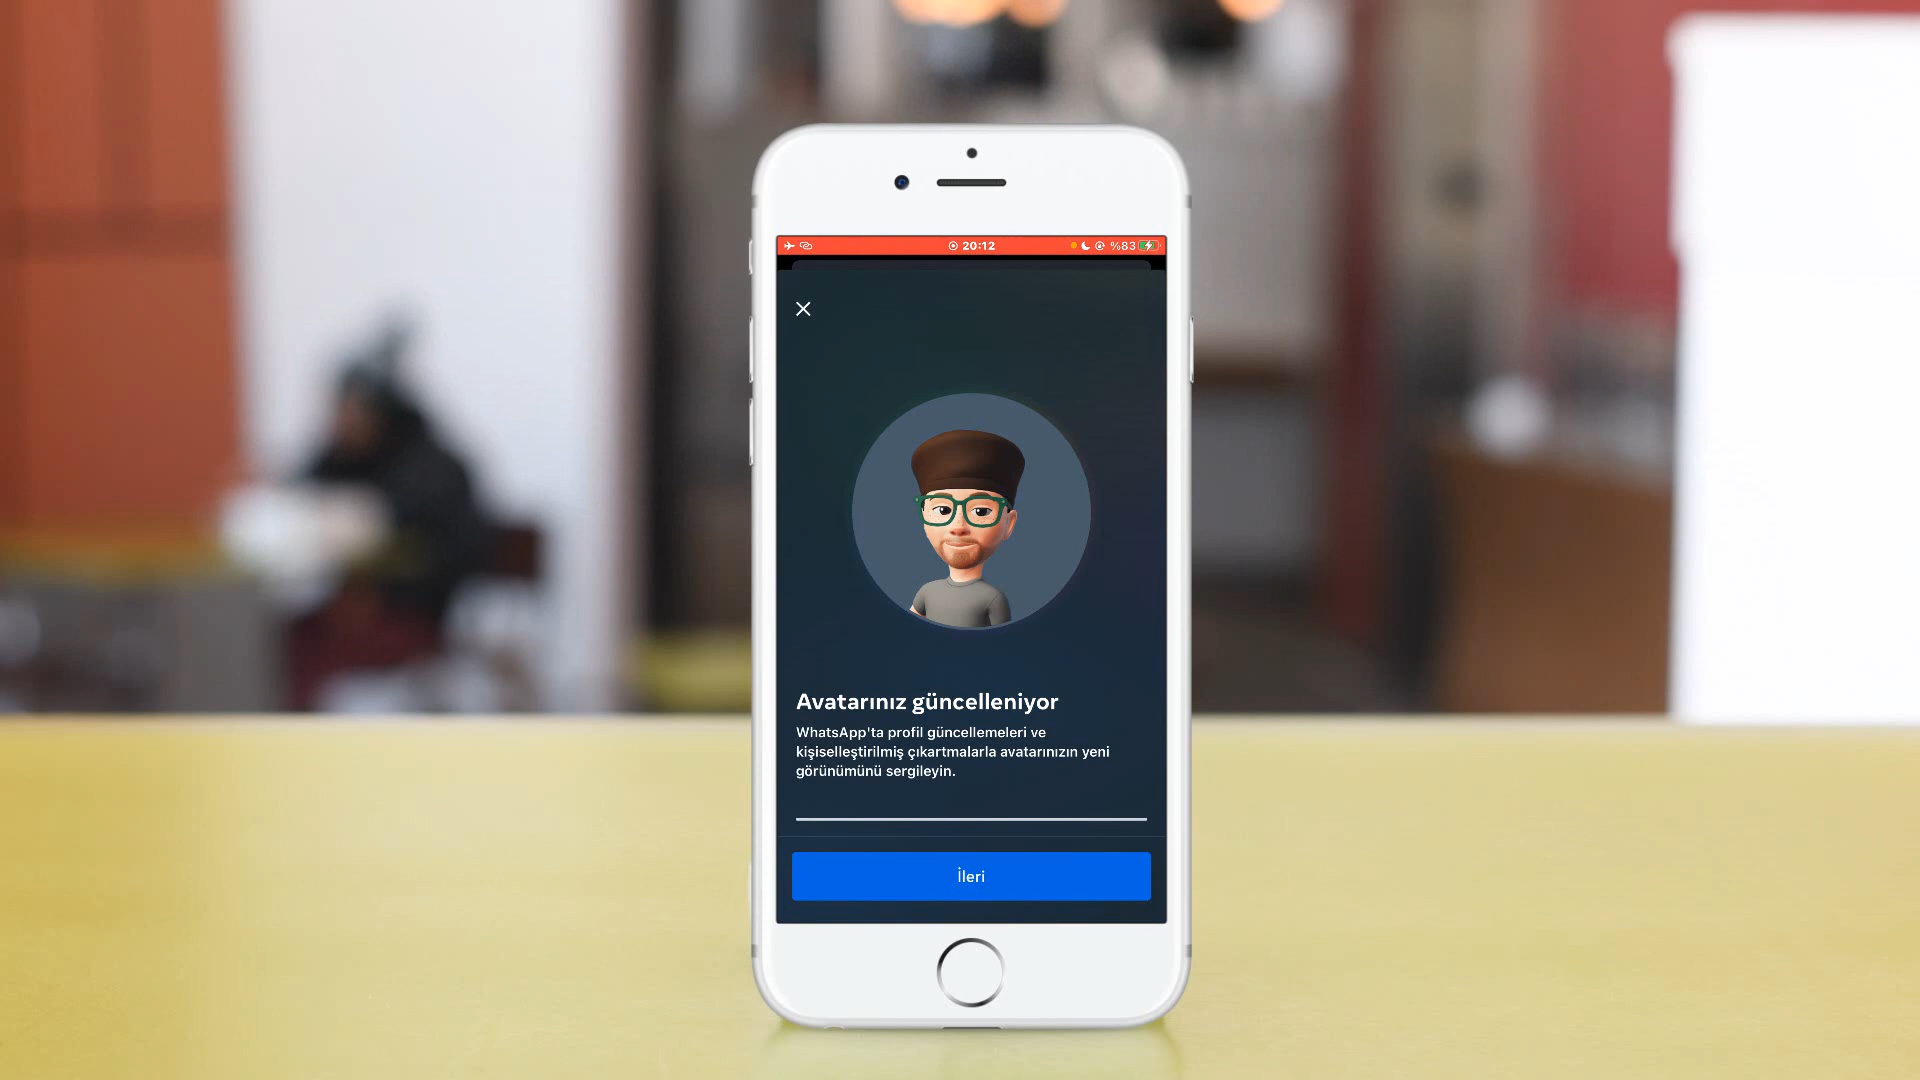 20:12
%83
Avatarınız güncelleniyor
WhatsApp'ta profil güncellemeleri ve
kişiselleştirilmiş çıkartmalarla avatarınızın yeni
görünümünü sergileyin.
İleri